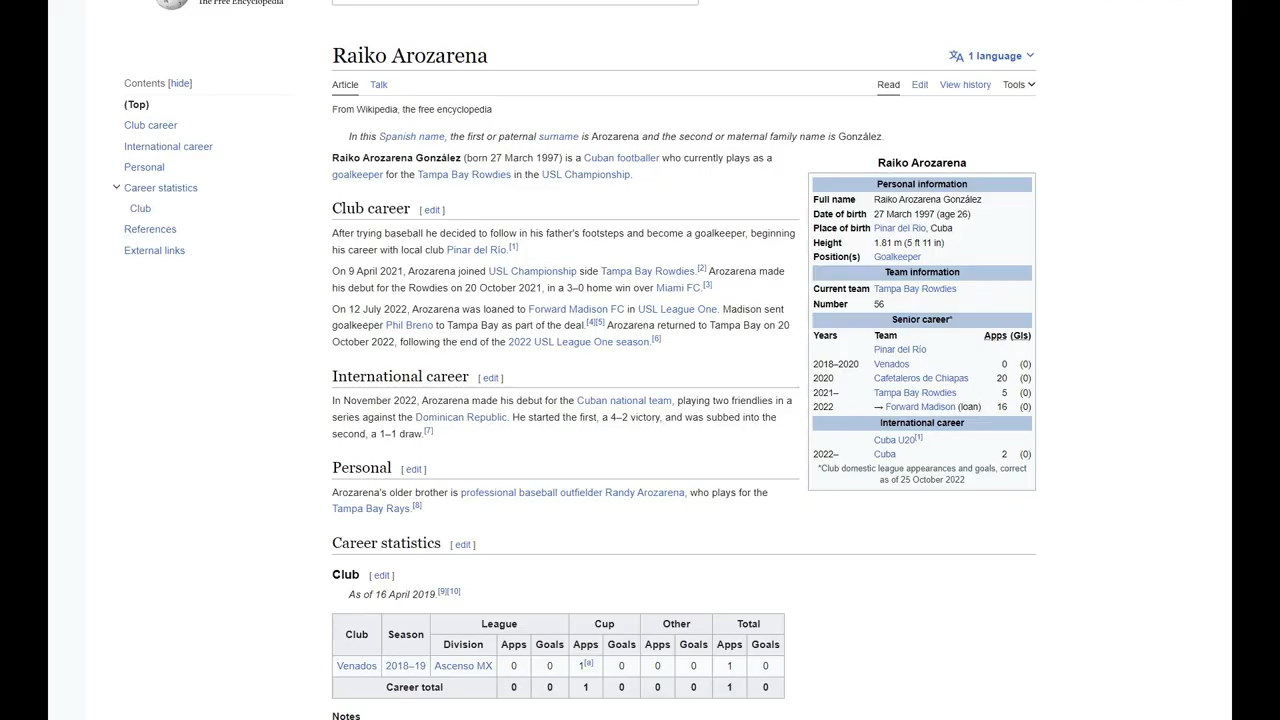 The Free Encyclopedia
Raiko Arozarena
1 language
Contents [hide]
(Top)
Club career
International career
Personal
Career statistics
Club
References
External links
Article Talk
Read Edit View history Tools
From Wikipedia, the free encyclopedia
In this Spanish name, the first or paternal surname is Arozarena and the second or maternal family name is González.
Raiko Arozarena González (born 27 March 1997) is a Cuban footballer who currently plays as a
goalkeeper for the Tampa Bay Rowdies in the USL Championship.
Club career [ edit ]
After trying baseball he decided to follow in his father's footsteps and become a goalkeeper, beginning
his career with local club Pinar del Río.[1]
On 9 April 2021, Arozarena joined USL Championship side Tampa Bay Rowdies.[2] Arozarena made
his debut for the Rowdies on 20 October 2021, in a 3–0 home win over Miami FC.[3]
On 12 July 2022, Arozarena was loaned to Forward Madison FC in USL League One. Madison sent
goalkeeper Phil Breno to Tampa Bay as part of the deal.[4][5] Arozarena returned to Tampa Bay on 20
October 2022, following the end of the 2022 USL League One season.[6]
International career [ edit ]
In November 2022, Arozarena made his debut for the Cuban national team, playing two friendlies in a
series against the Dominican Republic. He started the first, a 4–2 victory, and was subbed into the
second, a 1–1 draw.[7]
Personal [ edit ]
Arozarena's older brother is professional baseball outfielder Randy Arozarena, who plays for the
Tampa Bay Rays.[8]
Raiko Arozarena
Personal information
Full name Raiko Arozarena González
Date of birth 27 March 1997 (age 26)
Place of birth Pinar del Rio, Cuba
Height 1.81 m (5 ft 11 in)
Position(s) Goalkeeper
Team information
Current team Tampa Bay Rowdies
Number 56
Senior career*
Years Team Apps (Gls)
Pinar del Río
2018–2020 Venados 0 (0)
2020 Cafetaleros de Chiapas 20 (0)
2021– Tampa Bay Rowdies 5 (0)
2022 → Forward Madison (loan) 16 (0)
International career
Cuba U20[1]
2022– Cuba 2 (0)
*Club domestic league appearances and goals, correct
as of 25 October 2022
Career statistics [ edit ]
Club [ edit ]
As of 16 April 2019.[9][10]
Club Season League Cup Other Total
Division Apps Goals Apps Goals Apps Goals Apps Goals
Venados 2018–19 Ascenso MX 0 0 1[a] 0 0 0 1 0
Career total 0 0 1 0 0 0 1 0
Notes